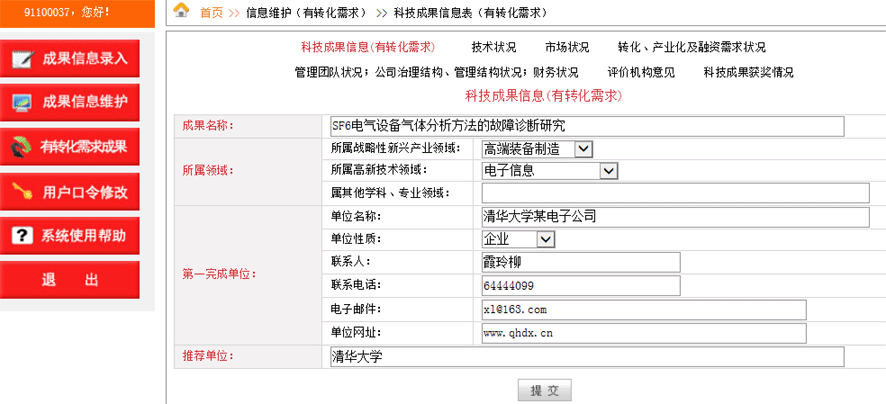 91100037，您好！
首页 >> 信息维护（有转化需求） >> 科技成果信息表（有转化需求）
成果信息录入
成果信息维护
有转化需求成果
用户口令修改
系统使用帮助
退 出
科技成果信息(有转化需求) 技术状况 市场状况 转化、产业化及融资需求状况
管理团队状况；公司治理结构、管理结构状况；财务状况 评价机构意见 科技成果获奖情况
科技成果信息(有转化需求)
成果名称： SF6电气设备气体分析方法的故障诊断研究
所属领域：
所属战略性新兴产业领域： 高端装备制造
所属高新技术领域： 电子信息
属其他学科、专业领域：
第一完成单位：
单位名称： 清华大学某电子公司
单位性质： 企业
联系人： 霞玲柳
联系电话： 64444099
电子邮件： xl@163.com
单位网址： www.qhdx.cn
推荐单位： 清华大学
提 交